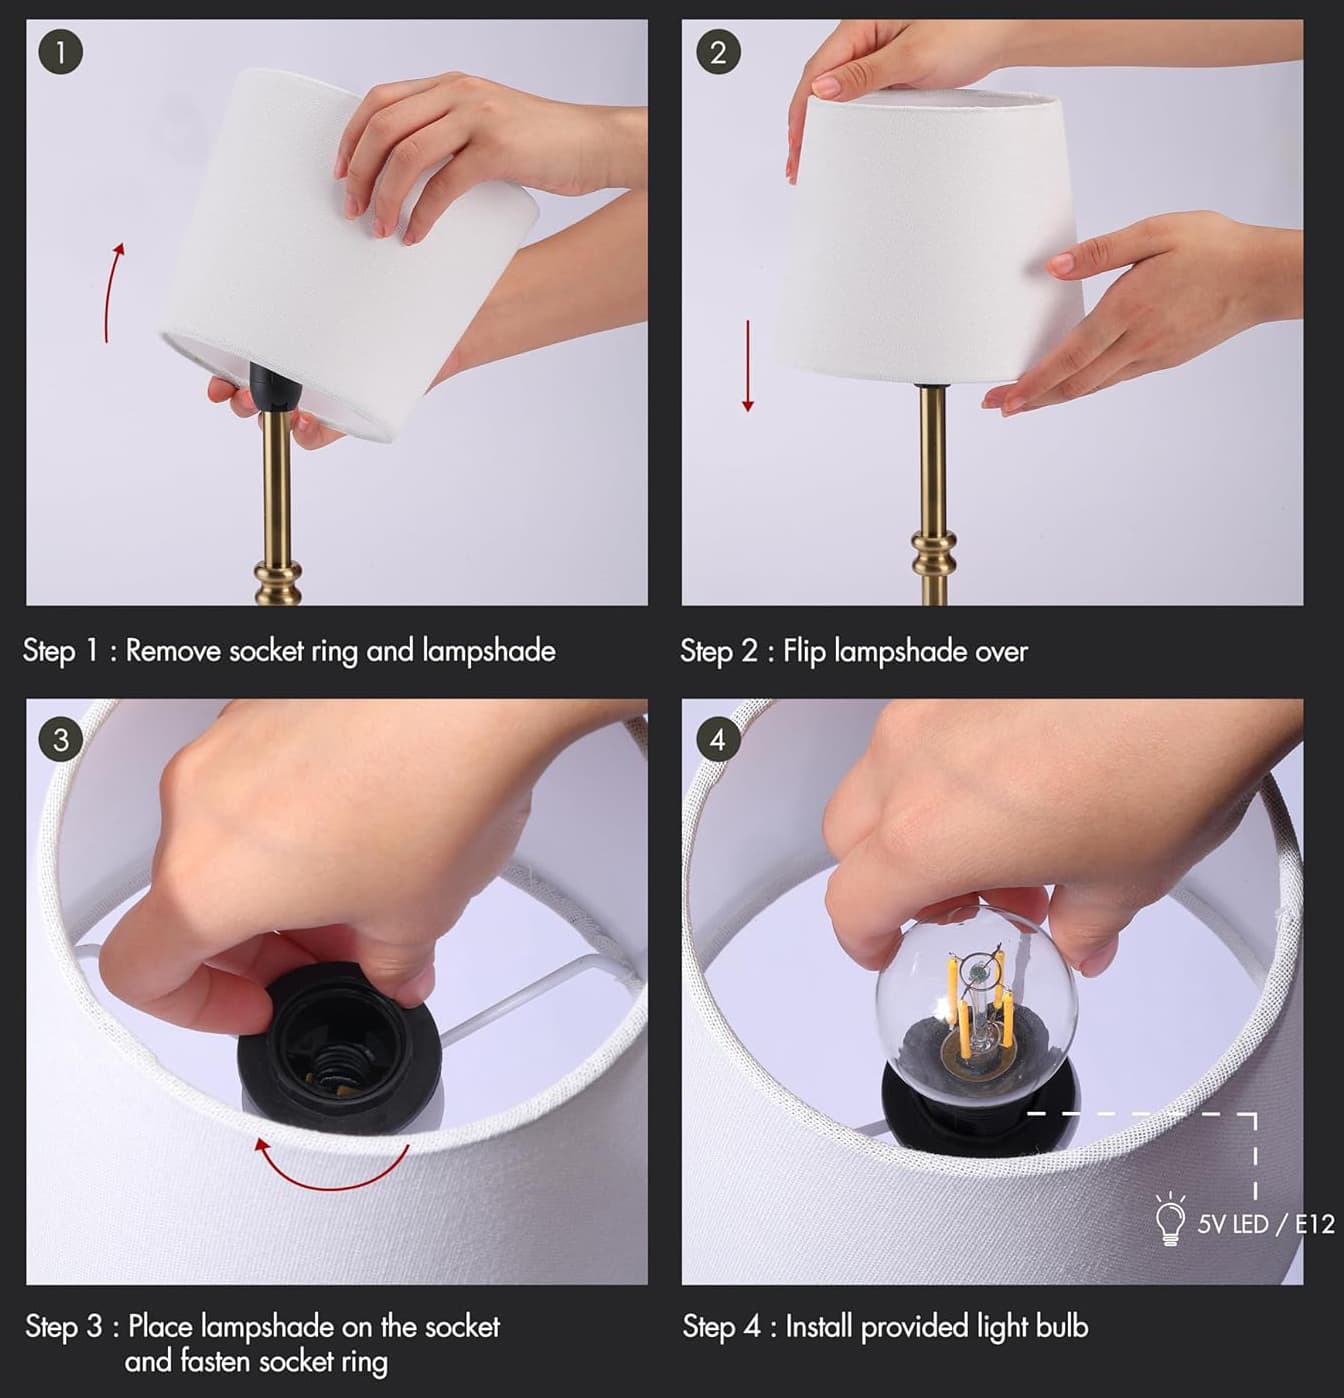 1
2
Step 1 : Remove socket ring and lampshade
Step 2 : Flip lampshade over
3
4
5V LED / E12
Step 3 : Place lampshade on the socket
and fasten socket ring
Step 4 : Install provided light bulb